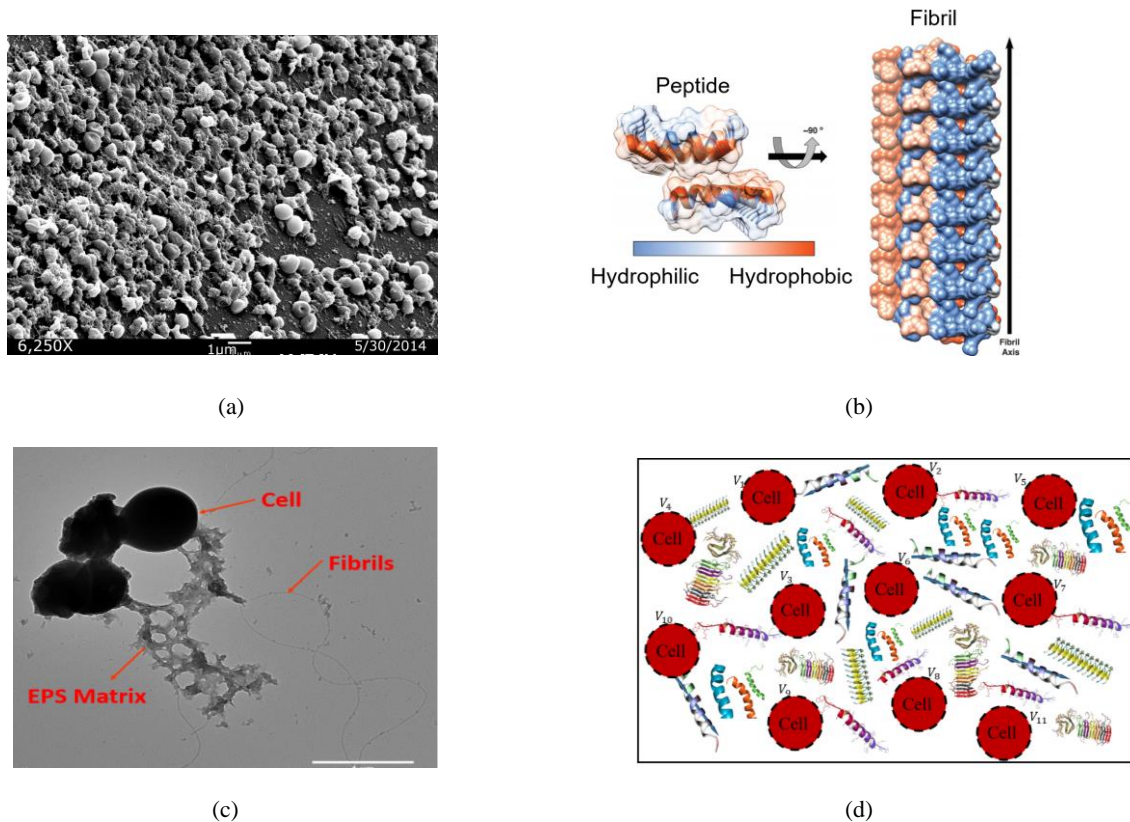 6,250X
1μm
5/30/2014
(a)
Fibril
Peptide
~90 °
Hydrophilic
Hydrophobic
Fibril
Axis
(b)
Cell
Fibrils
EPS Matrix
(c)
V₁
Cell
V₂
Cell
V₅
Cell
V₄
Cell
V₃
Cell
V₆
Cell
V₇
Cell
V₁₀
Cell
V₉
Cell
V₈
Cell
V₁₁
Cell
(d)